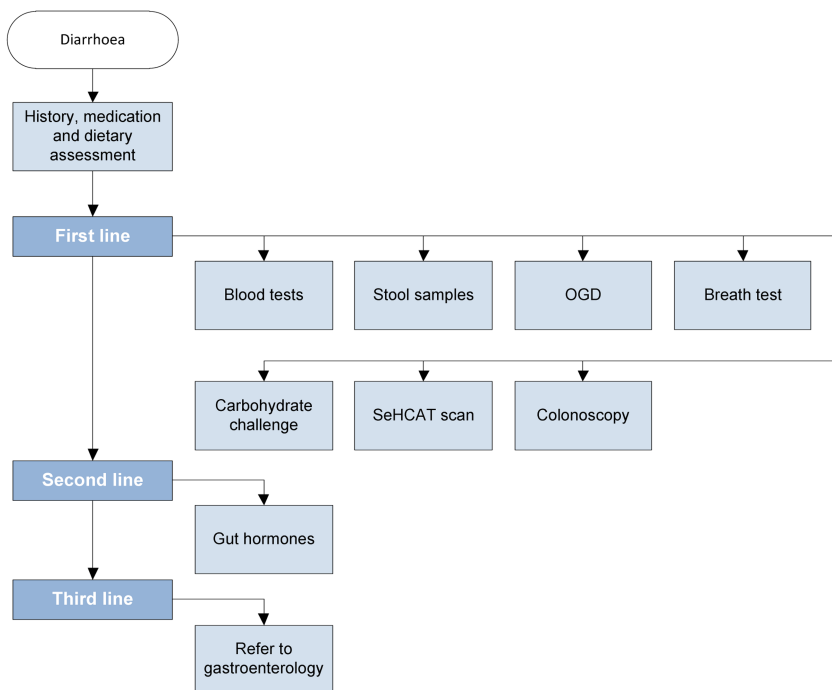 Diarrhoea
History, medication
and dietary
assessment
First line
Blood tests
Stool samples
OGD
Breath test
Carbohydrate
challenge
SeHCAT scan
Colonoscopy
Second line
Gut hormones
Third line
Refer to
gastroenterology